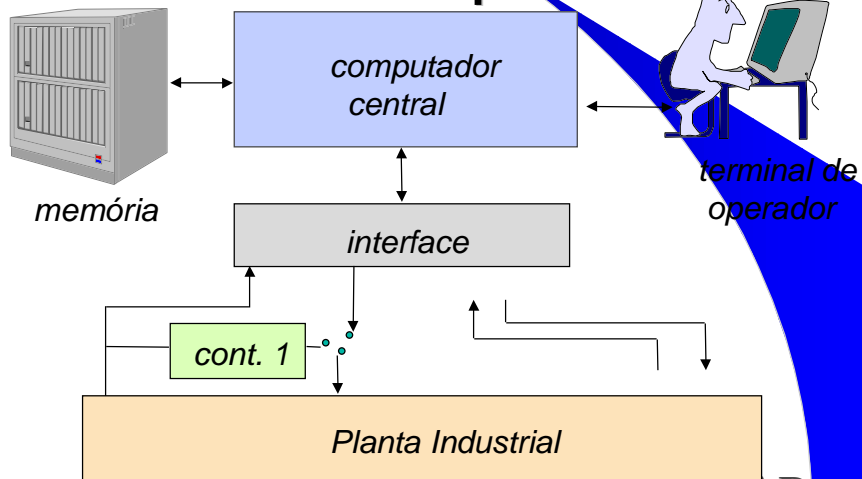 computador
central
terminal de
operador
memória
interface
cont. 1
Planta Industrial